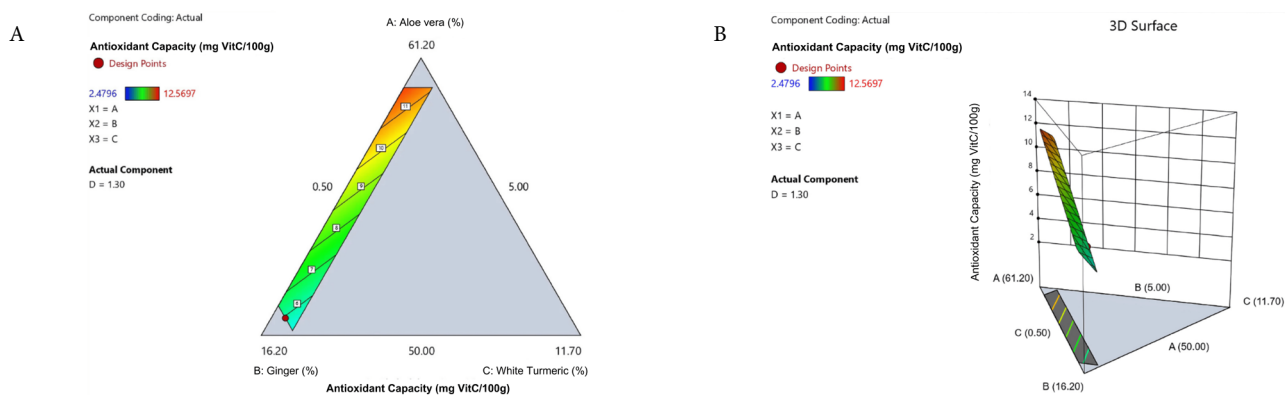 A
Component Coding: Actual
Antioxidant Capacity (mg VitC/100g)
Design Points
2.4796 12.5697
X1 = A
X2 = B
X3 = C
Actual Component
D = 1.30
A: Aloe vera (%)
61.20
11
10
9
0.50 5.00
8
7
6
16.20 50.00 11.70
B: Ginger (%) C: White Turmeric (%)
Antioxidant Capacity (mg VitC/100g)
B
Component Coding: Actual
3D Surface
Antioxidant Capacity (mg VitC/100g)
Design Points
2.4796 12.5697
X1 = A
X2 = B
X3 = C
Actual Component
D = 1.30
Antioxidant Capacity (mg VitC/100g)
14
12
10
8
6
4
2
A (61.20)
B (5.00)
C (11.70)
C (0.50)
A (50.00)
B (16.20)